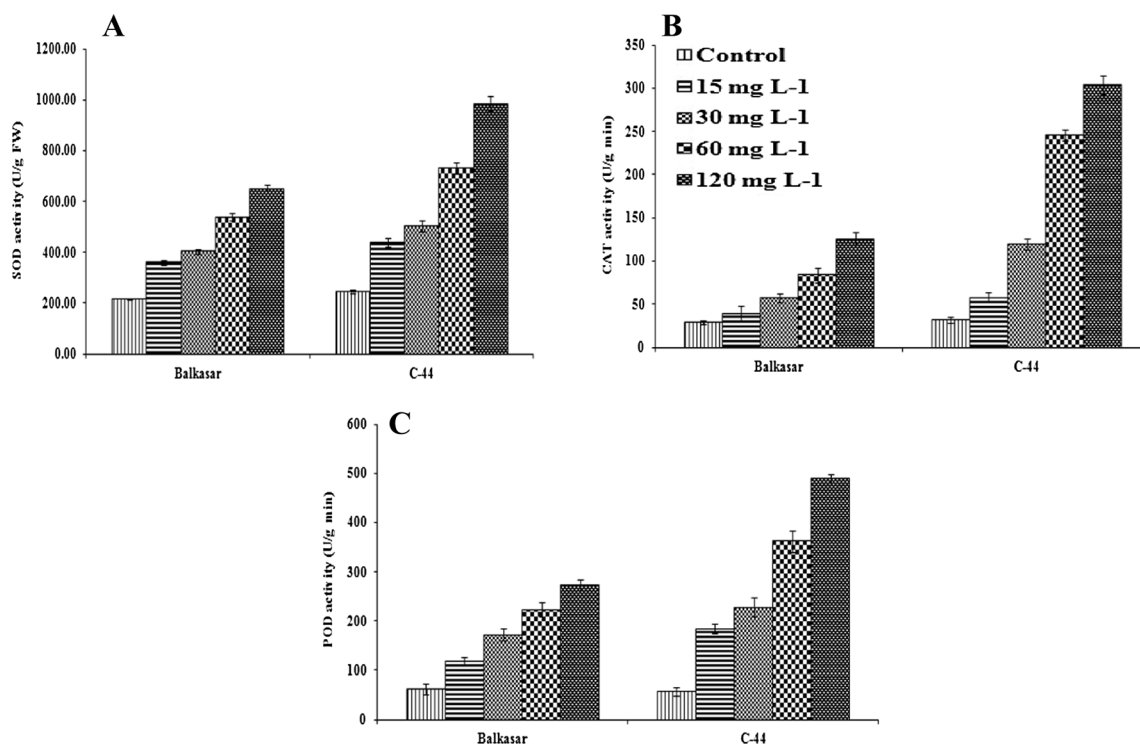 A
SOD activity (U/g FW)
1200.00
1000.00
800.00
600.00
400.00
200.00
0.00
Balkasar C-44
B
CAT activity (U/g min)
350
300
250
200
150
100
50
0
Control
15 mg L-1
30 mg L-1
60 mg L-1
120 mg L-1
Balkasar C-44
C
POD activity (U/g min)
600
500
400
300
200
100
0
Balkasar C-44